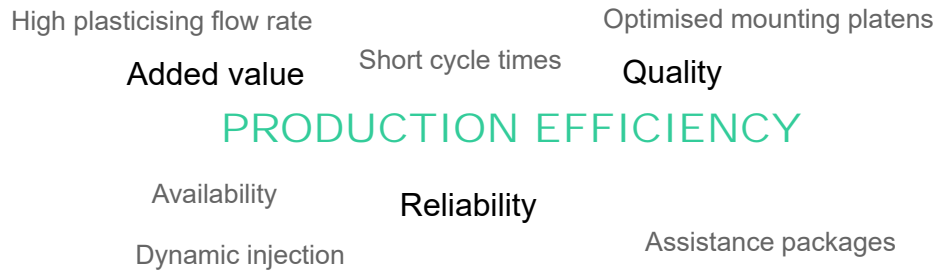 High plasticising flow rate
Optimised mounting platens
Short cycle times
Added value
Quality
PRODUCTION EFFICIENCY
Availability
Reliability
Assistance packages
Dynamic injection